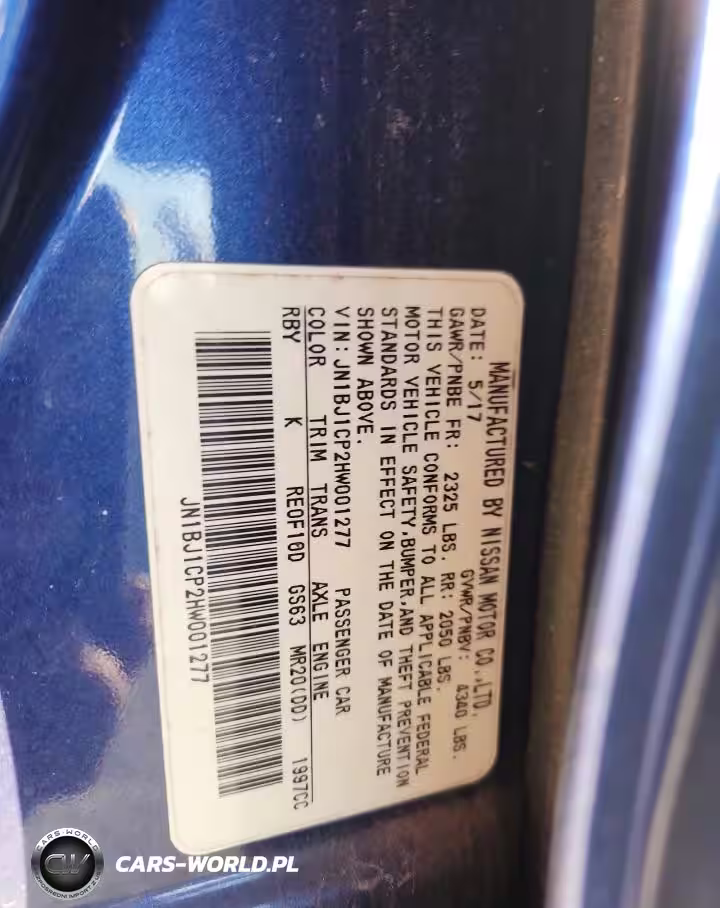 MANUFACTURED BY NISSAN MOTOR CO.,LTD.
DATE: 5/17 GVWR/PNBV: 4340 LBS.
GAWR/PNBE FR: 2325 LBS. RR: 2050 LBS.
THIS VEHICLE CONFORMS TO ALL APPLICABLE FEDERAL
MOTOR VEHICLE SAFETY,BUMPER,AND THEFT PREVENTION
STANDARDS IN EFFECT ON THE DATE OF MANUFACTURE
SHOWN ABOVE.
VIN: JN1BJ1CP2HW001277 PASSENGER CAR
COLOR TRIM TRANS AXLE ENGINE
RBY K RE0F10D GS63 MR20(DD) 1997CC
JN1BJ1CP2HW001277
CARS-WORLD
CW
CARS-WORLD.PL